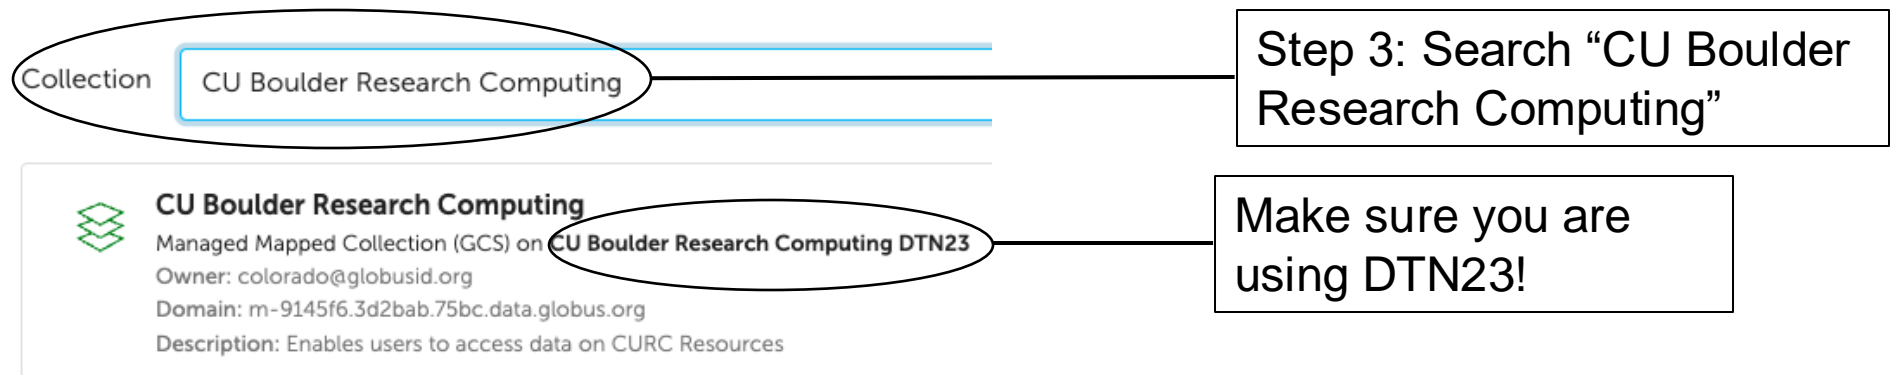 Collection
CU Boulder Research Computing
Step 3: Search “CU Boulder
Research Computing”
CU Boulder Research Computing
Managed Mapped Collection (GCS) on CU Boulder Research Computing DTN23
Owner: colorado@globusid.org
Domain: m-9145f6.3d2bab.75bc.data.globus.org
Description: Enables users to access data on CURC Resources
Make sure you are
using DTN23!